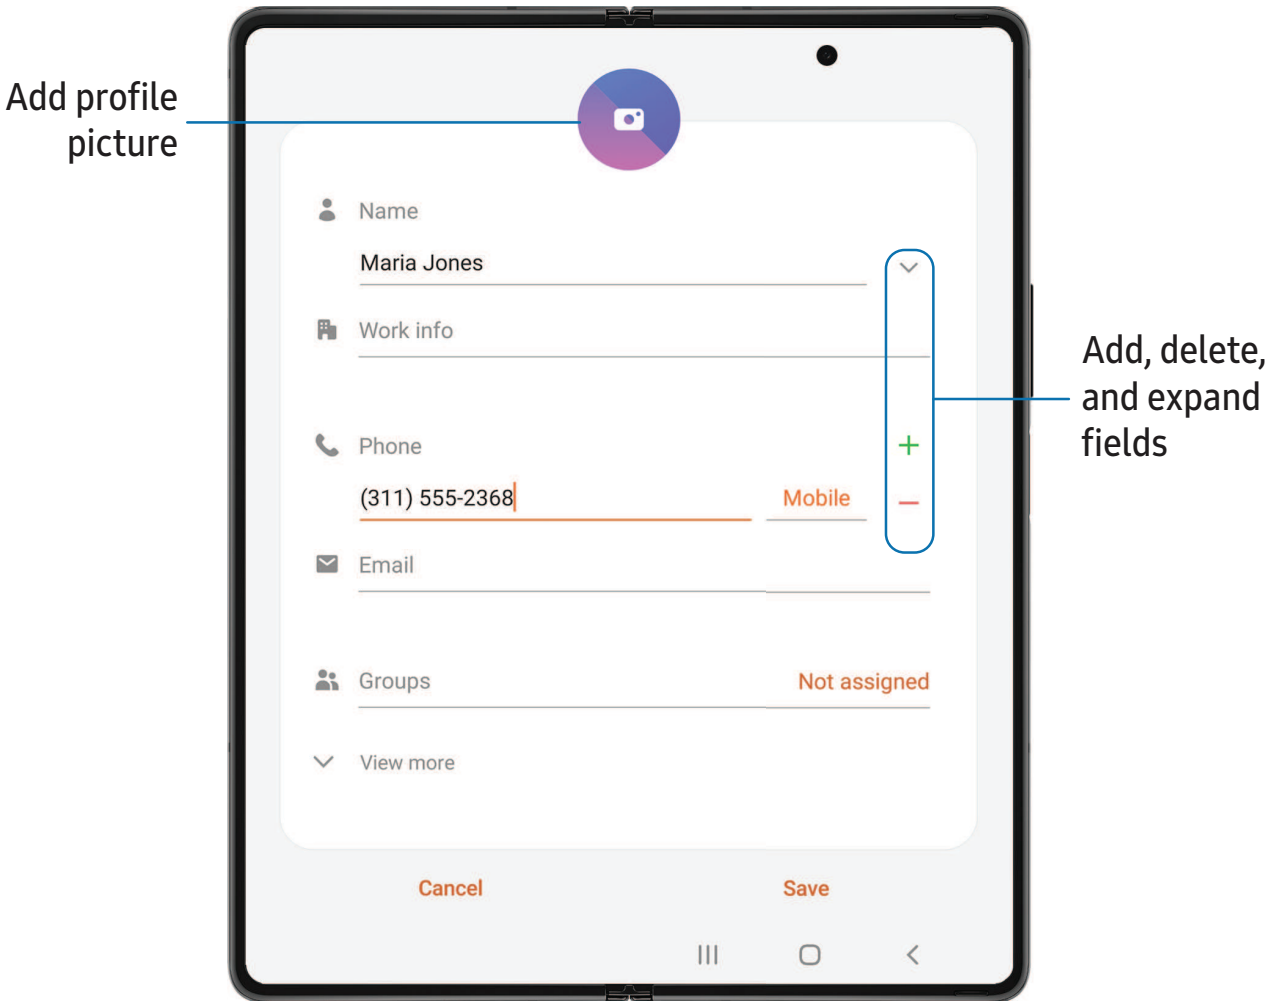 Add profile
picture
Name
Maria Jones
Work info
Add, delete,
and expand
fields
Phone
(311) 555-2368
Mobile
Email
Groups
Not assigned
View more
Cancel
Save